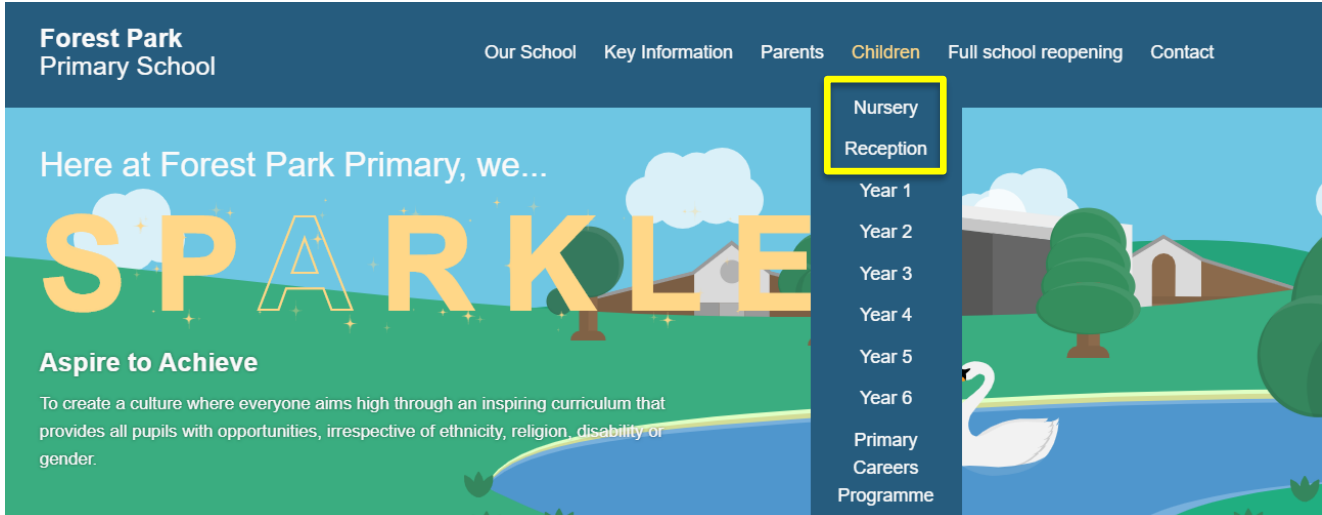 Forest Park
Primary School
Our School Key Information Parents Children Full school reopening Contact
Nursery
Reception
Year 1
Year 2
Year 3
Year 4
Year 5
Year 6
Primary
Careers
Programme
Here at Forest Park Primary, we...
SPARKLE
Aspire to Achieve
To create a culture where everyone aims high through an inspiring curriculum that
provides all pupils with opportunities, irrespective of ethnicity, religion, disability or
gender.